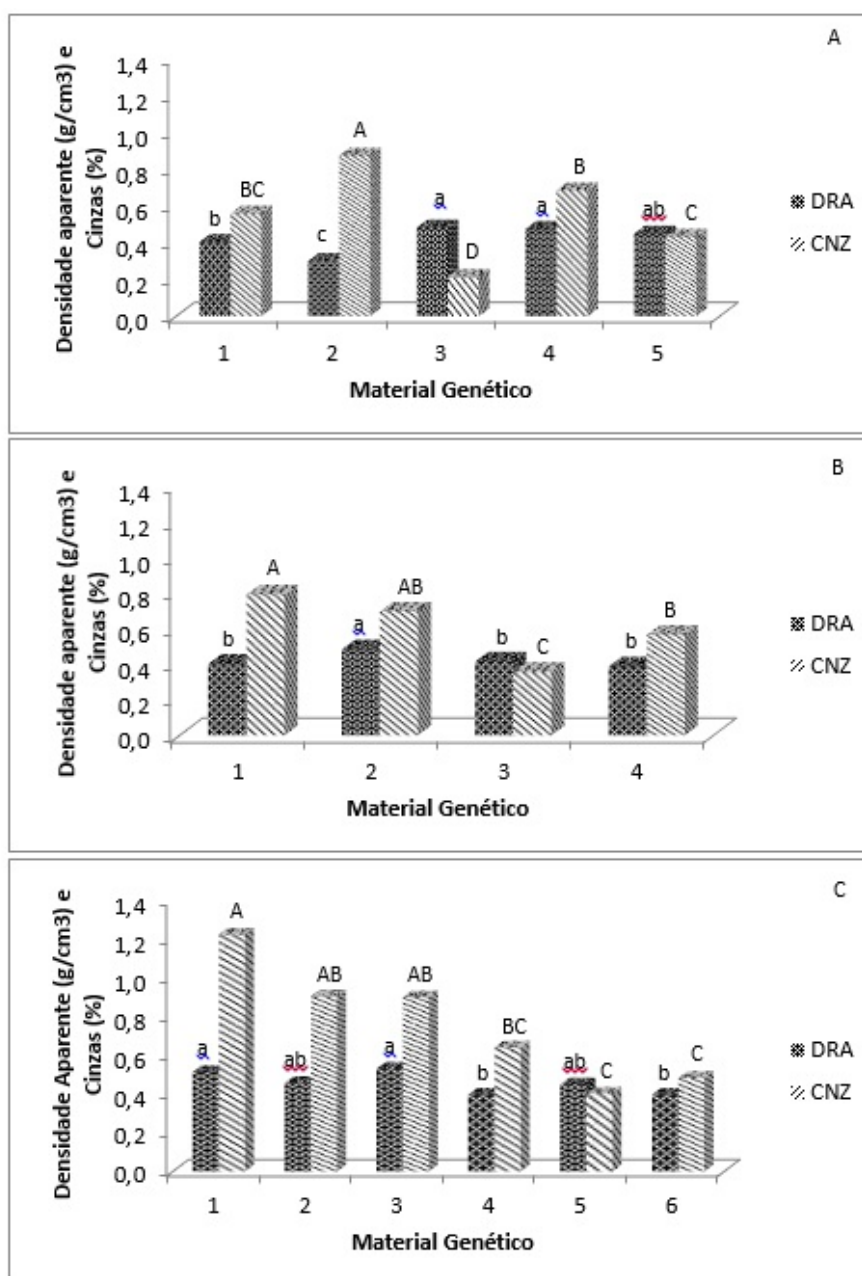 A
Densidade aparente (g/cm3) e
Cinzas (%)
1,4
1,2
1,0
0,8
0,6
0,4
0,2
0,0
b
BC
c
A
a
D
a
B
ab
C
DRA
CNZ
1
2
3
4
5
Material Genético
B
Densidade aparente (g/cm3) e
Cinzas (%)
1,4
1,2
1,0
0,8
0,6
0,4
0,2
0,0
b
A
a
AB
b
C
b
B
DRA
CNZ
1
2
3
4
Material Genético
C
Densidade Aparente (g/cm3) e
Cinzas (%)
1,4
1,2
1,0
0,8
0,6
0,4
0,2
0,0
a
A
ab
AB
a
AB
b
BC
ab
C
b
C
DRA
CNZ
1
2
3
4
5
6
Material Genético